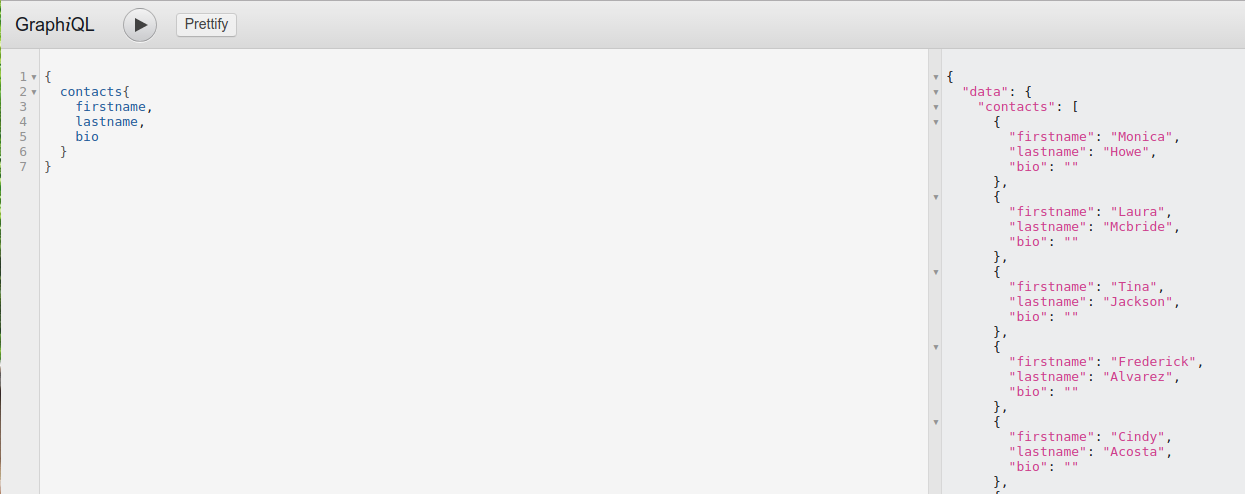 GraphiQL Prettify
1 {
2 contacts{
3 firstname,
4 lastname,
5 bio
6 }
7 }
{
"data": {
"contacts": [
{
"firstname": "Monica",
"lastname": "Howe",
"bio": ""
},
{
"firstname": "Laura",
"lastname": "Mcbride",
"bio": ""
},
{
"firstname": "Tina",
"lastname": "Jackson",
"bio": ""
},
{
"firstname": "Frederick",
"lastname": "Alvarez",
"bio": ""
},
{
"firstname": "Cindy",
"lastname": "Acosta",
"bio": ""
},
{